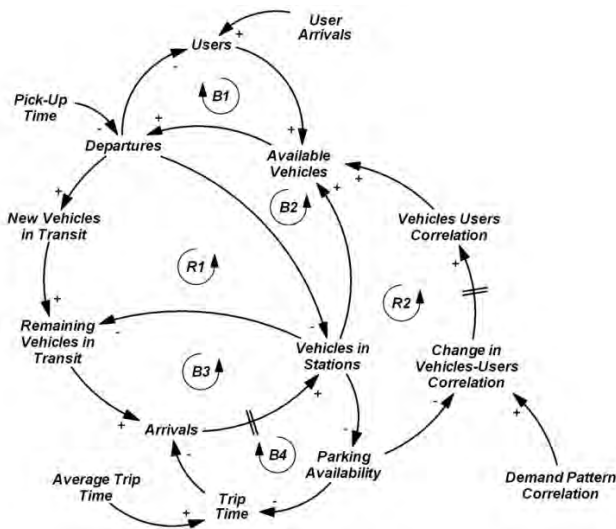 User
Arrivals
+
Users
-
B1
Pick-Up
Time
-
+
+
Departures
Available
Vehicles
+
+
+
B2
New Vehicles
in Transit
Vehicles Users
Correlation
+
R1
R2
+
-
Remaining
Vehicles in
Transit
-
Vehicles in
Stations
Change in
Vehicles-Users
Correlation
B3
+
+
-
-
+
Arrivals
-
B4
Parking
Availability
Average Trip
Time
+
Trip
Time
-
Demand Pattern
Correlation